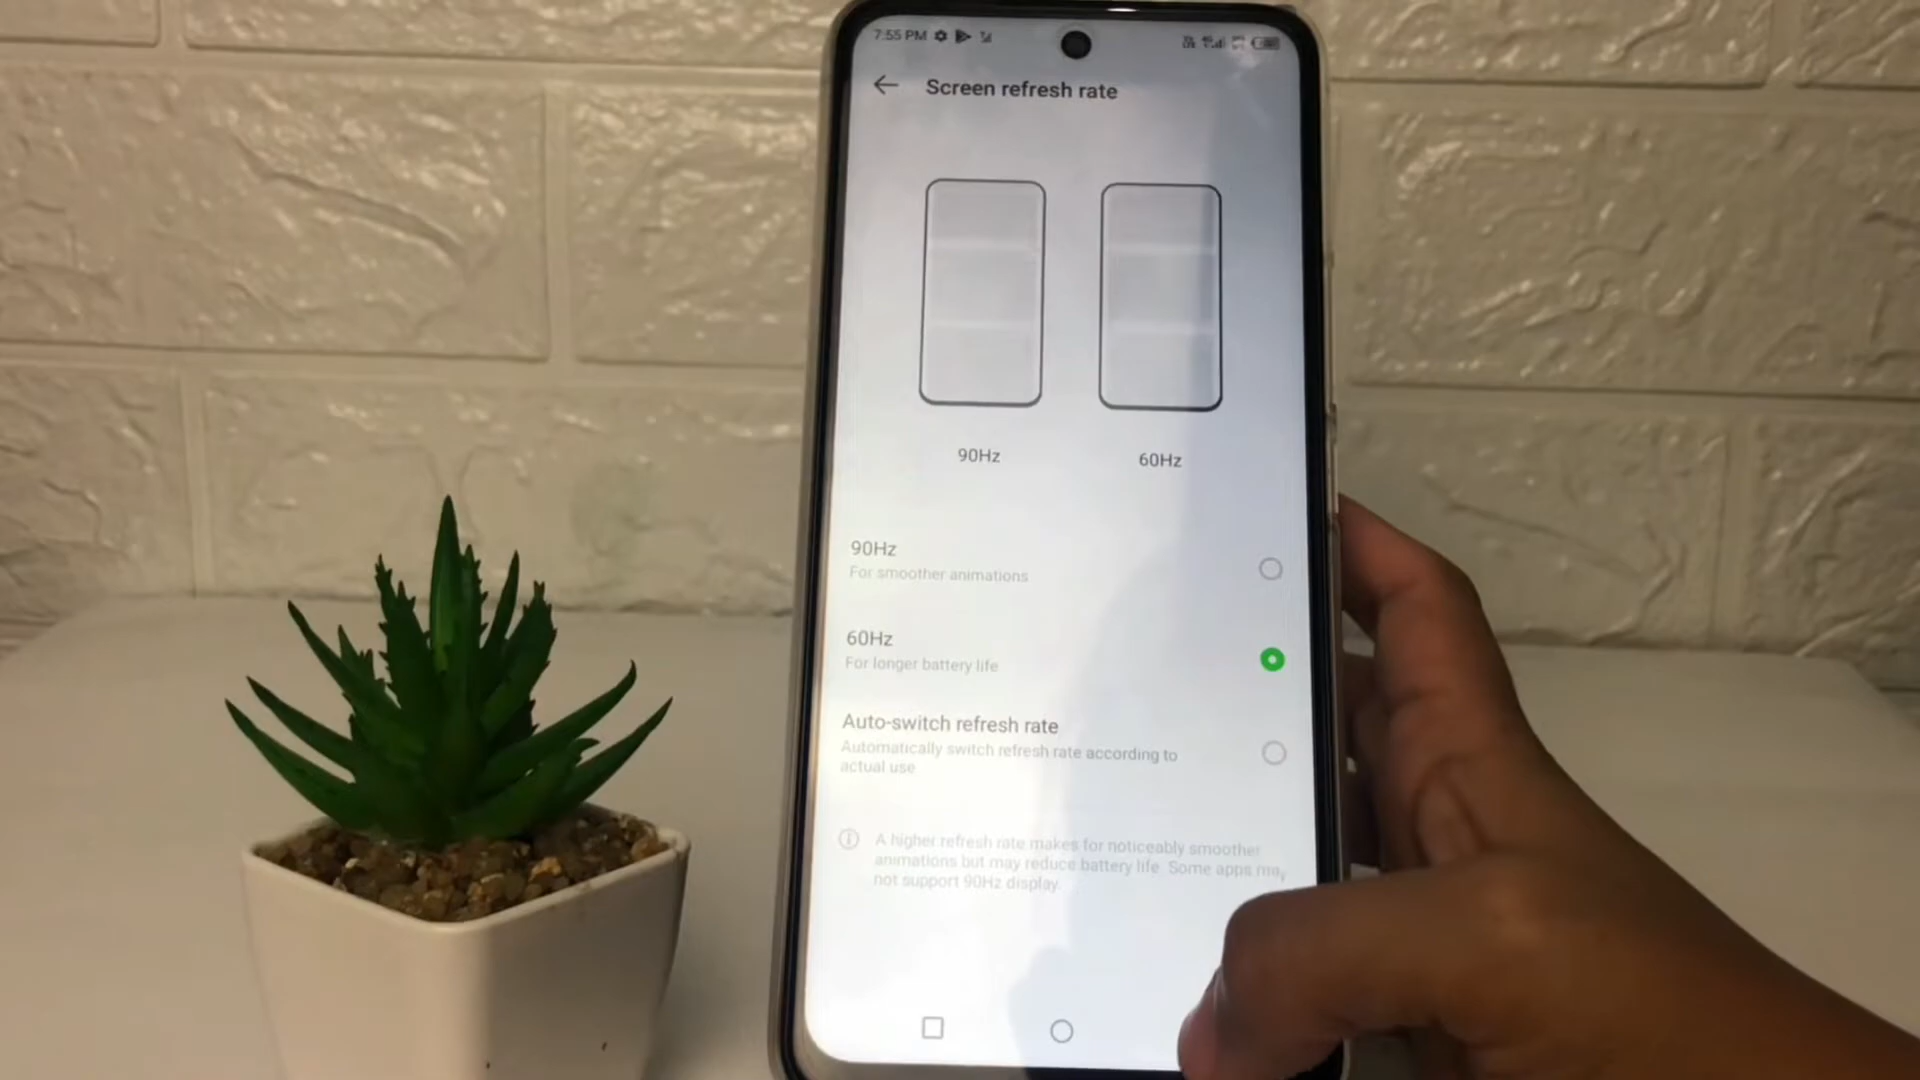 7:55 PM
Screen refresh rate
90Hz
60Hz
90Hz
For smoother animations
60Hz
For longer battery life
Auto-switch refresh rate
Automatically switch refresh rate according to
actual use
A higher refresh rate makes for noticeably smoother
animations but may reduce battery life. Some apps may
not support 90Hz display.